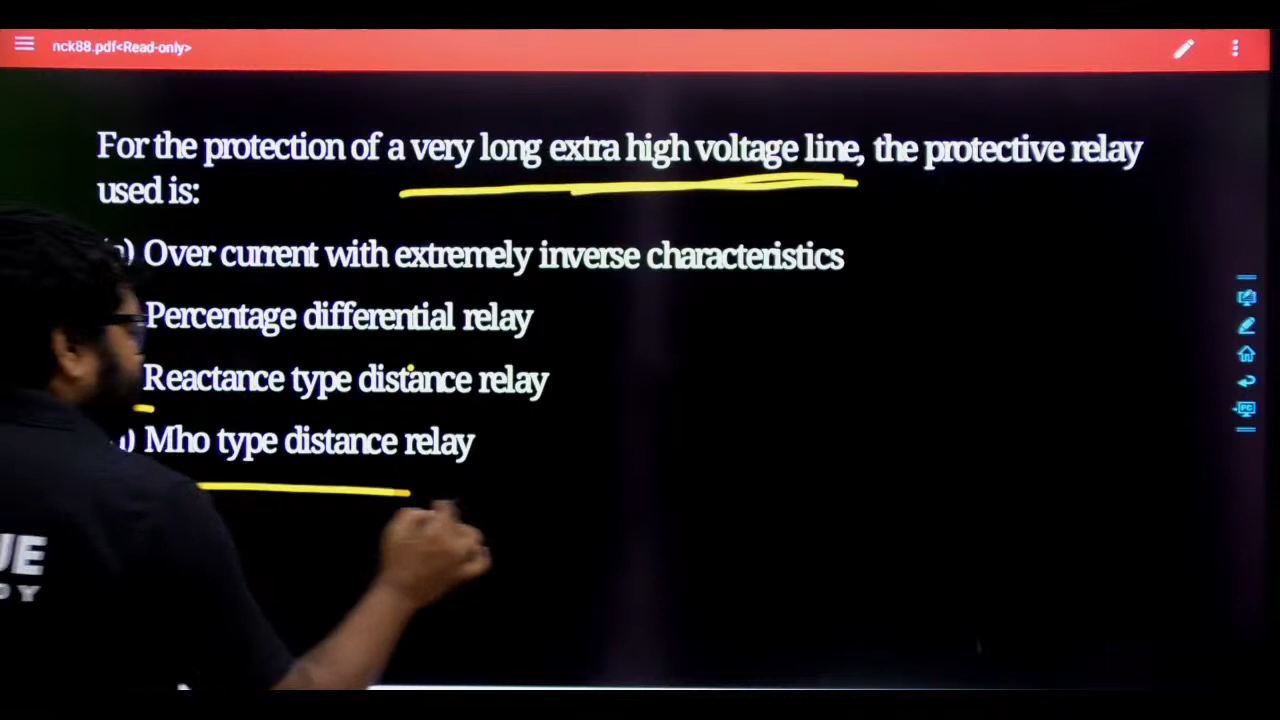 nck88.pdf<Read-only>
For the protection of a very long extra high voltage line, the protective relay
used is:
Over current with extremely inverse characteristics
Percentage differential relay
Reactance type distance relay
Mho type distance relay
PC